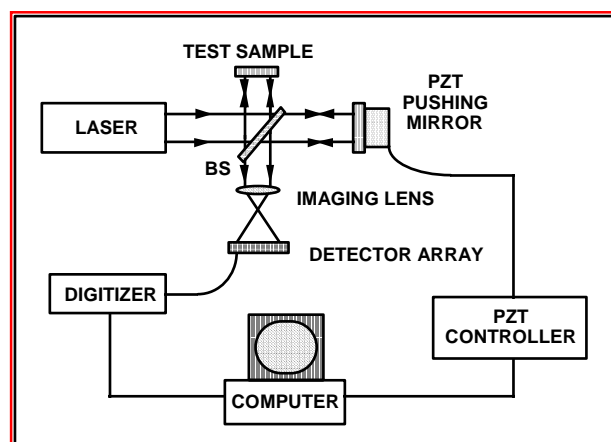 TEST SAMPLE
PZT
PUSHING
MIRROR
LASER
BS
IMAGING LENS
DETECTOR ARRAY
DIGITIZER
PZT
CONTROLLER
COMPUTER